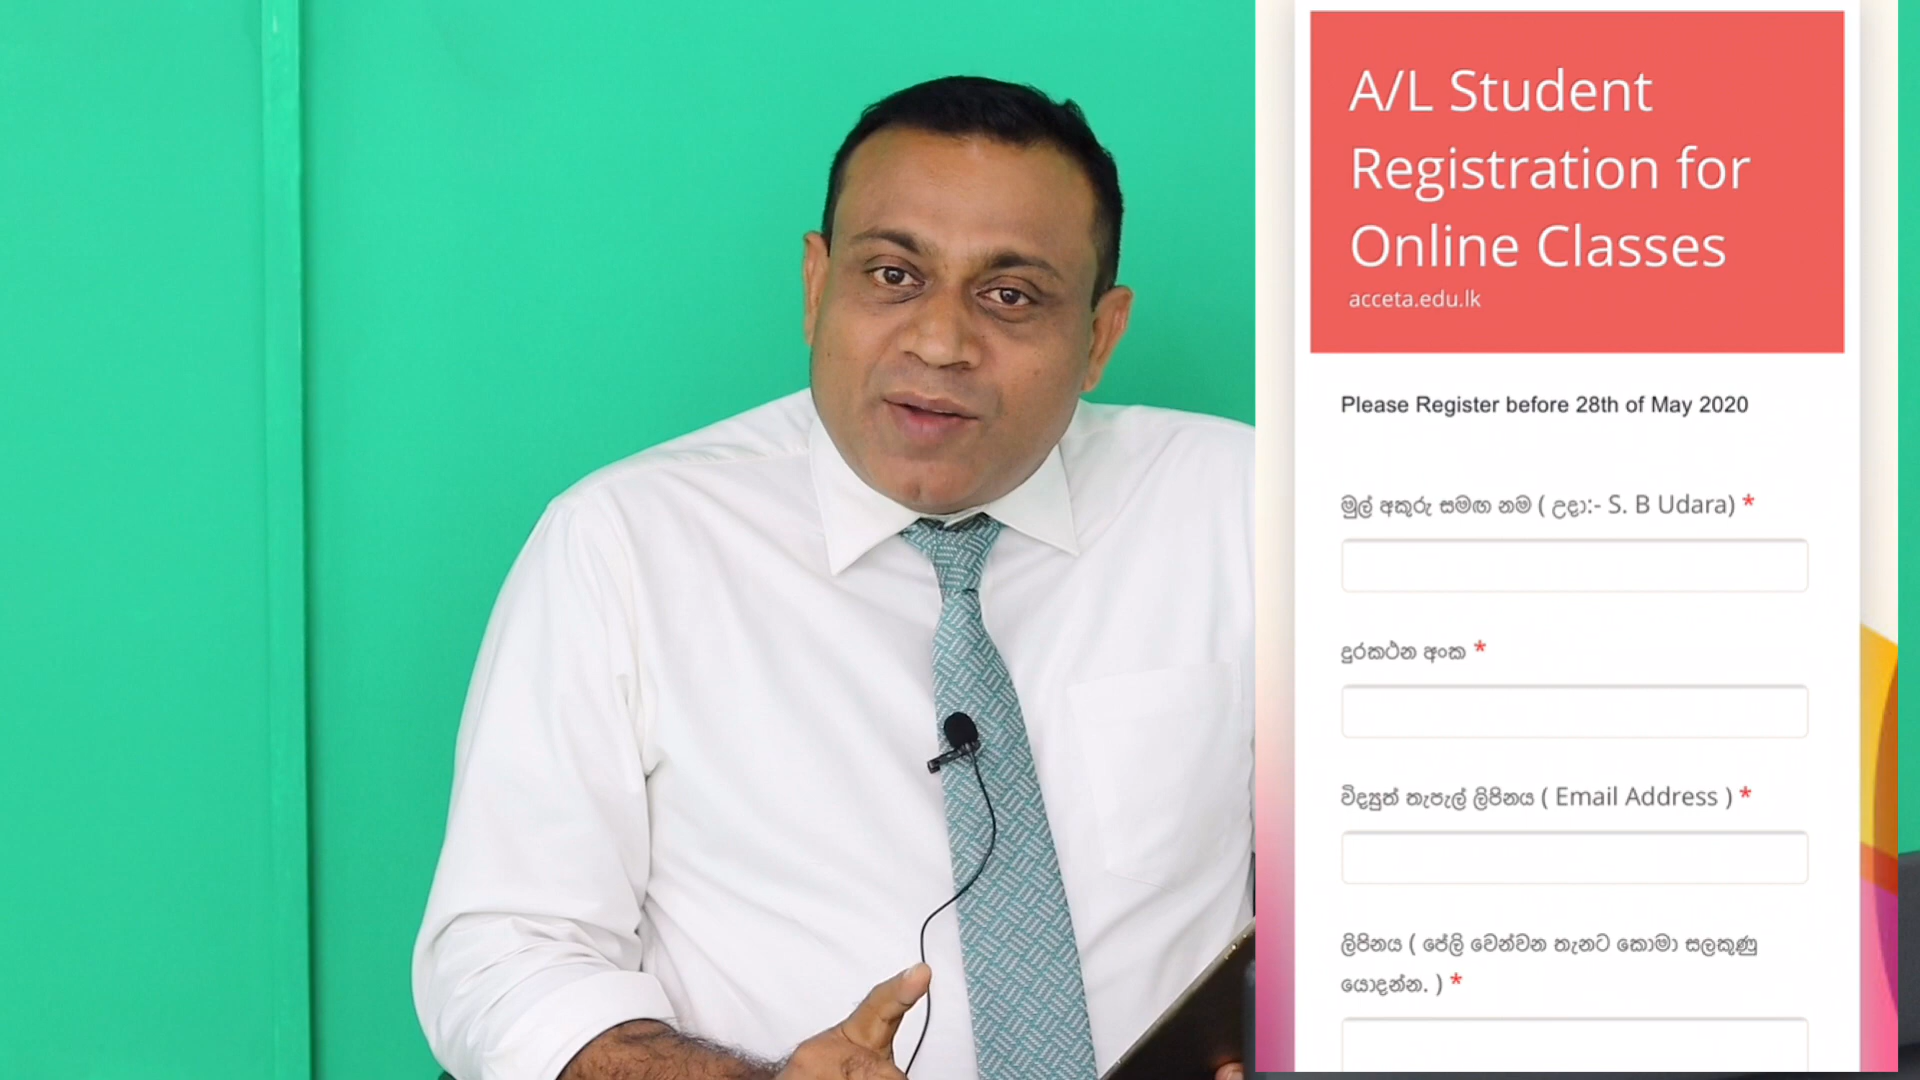 A/L Student
Registration for
Online Classes
acceta.edu.lk
Please Register before 28th of May 2020
මුල් අකුරු සමඟ නම ( උදා:- S. B Udara) *
දුරකථන අංක *
විද්‍යුත් තැපැල් ලිපිනය ( Email Address ) *
ලිපිනය ( පේලි වෙන්වන තැනට කොමා සලකුණු
යොදන්න. ) *